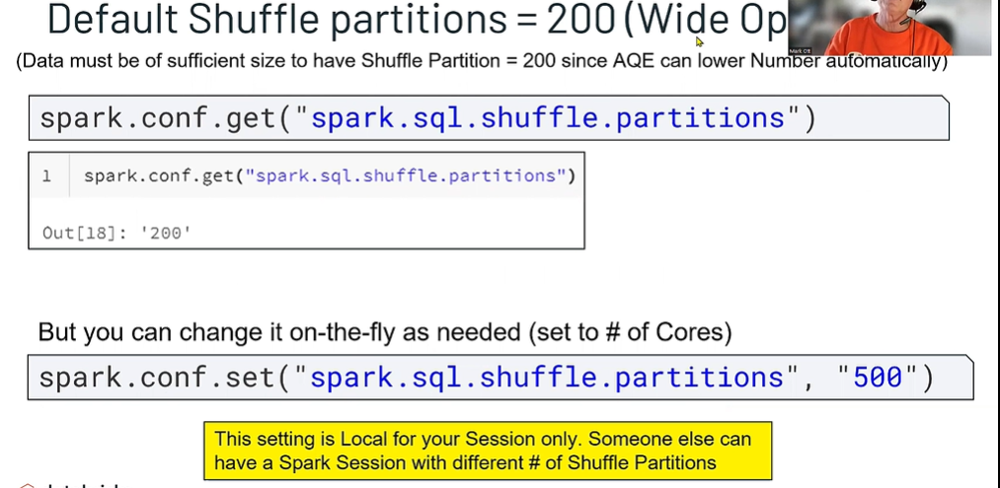 Default Shuffle partitions = 200 (Wide Op
(Data must be of sufficient size to have Shuffle Partition = 200 since AQE can lower Number automatically)
spark.conf.get("spark.sql.shuffle.partitions")
1 spark.conf.get("spark.sql.shuffle.partitions")
Out[18]: '200'
But you can change it on-the-fly as needed (set to # of Cores)
spark.conf.set("spark.sql.shuffle.partitions", "500")
This setting is Local for your Session only. Someone else can
have a Spark Session with different # of Shuffle Partitions